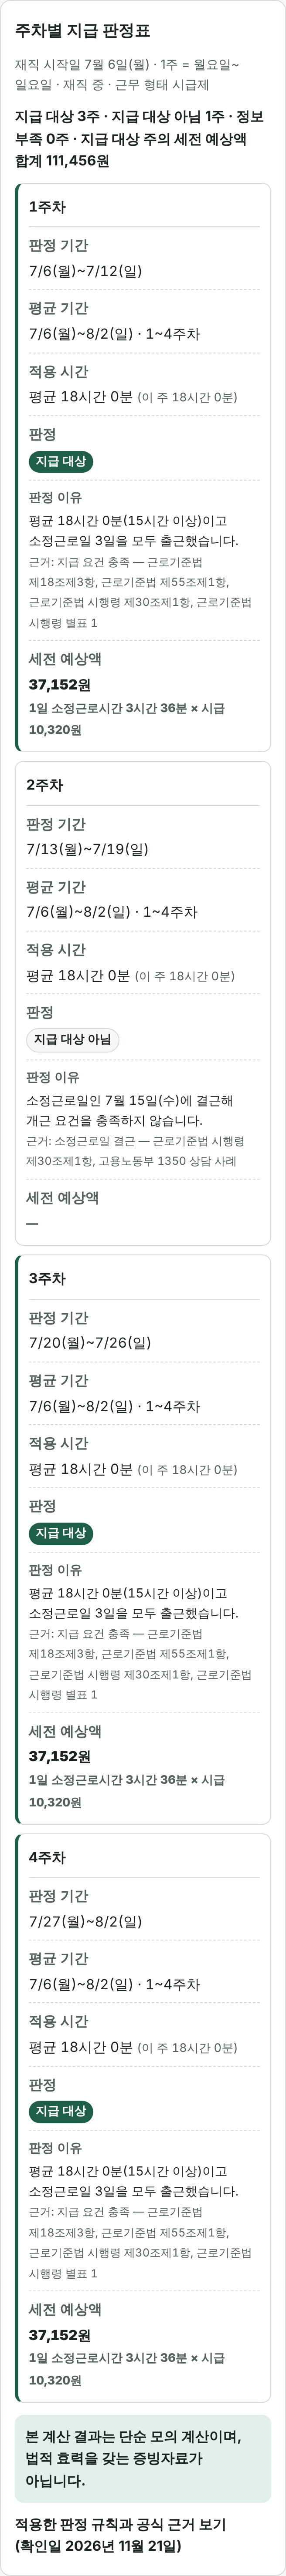 주차별 지급 판정표
재직 시작일 7월 6일(월) · 1주 = 월요일~
일요일 · 재직 중 · 근무 형태 시급제
지급 대상 3주 · 지급 대상 아님 1주 · 정보
부족 0주 · 지급 대상 주의 세전 예상액
합계 111,456원
1주차
판정 기간
7/6(월)~7/12(일)
평균 기간
7/6(월)~8/2(일) · 1~4주차
적용 시간
평균 18시간 0분 (이 주 18시간 0분)
판정
지급 대상
판정 이유
평균 18시간 0분(15시간 이상)이고
소정근로일 3일을 모두 출근했습니다.
근거: 지급 요건 충족 — 근로기준법
제18조제3항, 근로기준법 제55조제1항,
근로기준법 시행령 제30조제1항, 근로기준법
시행령 별표 1
세전 예상액
37,152원
1일 소정근로시간 3시간 36분 × 시급
10,320원
2주차
판정 기간
7/13(월)~7/19(일)
평균 기간
7/6(월)~8/2(일) · 1~4주차
적용 시간
평균 18시간 0분 (이 주 18시간 0분)
판정
지급 대상 아님
판정 이유
소정근로일인 7월 15일(수)에 결근해
개근 요건을 충족하지 않습니다.
근거: 소정근로일 결근 — 근로기준법 시행령
제30조제1항, 고용노동부 1350 상담 사례
세전 예상액
—
3주차
판정 기간
7/20(월)~7/26(일)
평균 기간
7/6(월)~8/2(일) · 1~4주차
적용 시간
평균 18시간 0분 (이 주 18시간 0분)
판정
지급 대상
판정 이유
평균 18시간 0분(15시간 이상)이고
소정근로일 3일을 모두 출근했습니다.
근거: 지급 요건 충족 — 근로기준법
제18조제3항, 근로기준법 제55조제1항,
근로기준법 시행령 제30조제1항, 근로기준법
시행령 별표 1
세전 예상액
37,152원
1일 소정근로시간 3시간 36분 × 시급
10,320원
4주차
판정 기간
7/27(월)~8/2(일)
평균 기간
7/6(월)~8/2(일) · 1~4주차
적용 시간
평균 18시간 0분 (이 주 18시간 0분)
판정
지급 대상
판정 이유
평균 18시간 0분(15시간 이상)이고
소정근로일 3일을 모두 출근했습니다.
근거: 지급 요건 충족 — 근로기준법
제18조제3항, 근로기준법 제55조제1항,
근로기준법 시행령 제30조제1항, 근로기준법
시행령 별표 1
세전 예상액
37,152원
1일 소정근로시간 3시간 36분 × 시급
10,320원
본 계산 결과는 단순 모의 계산이며,
법적 효력을 갖는 증빙자료가
아닙니다.
적용한 판정 규칙과 공식 근거 보기
(확인일 2026년 11월 21일)